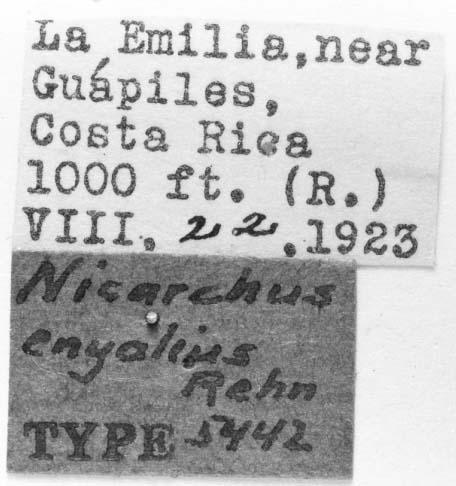 La Emilia,near
Guápiles,
Costa Rica
1000 ft. (R.)
VIII, 22 ,1923
Nicarchus
enyalius
Rehn
TYPE 5442